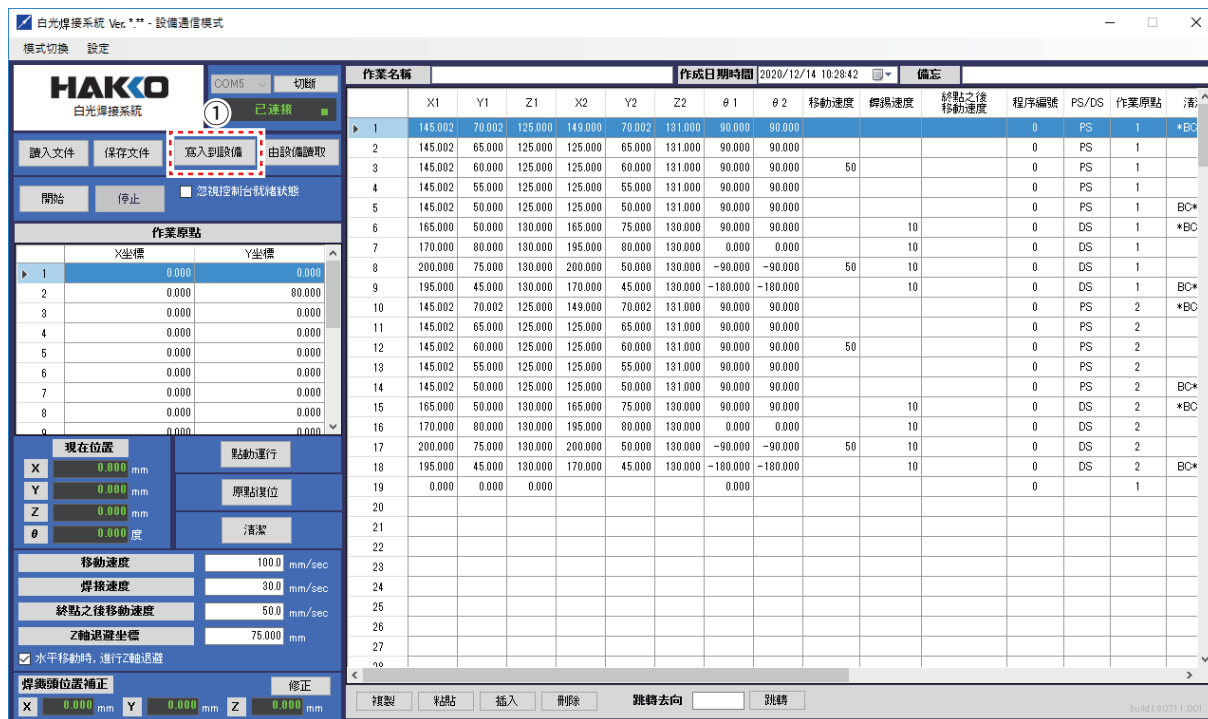 白光焊接系統 Ver. *.** - 設備通信模式
模式切換 設定
HAKKO
白光焊接系統
COM5 切斷
① 已連接
讀入文件 保存文件 寫入到設備 由設備讀取
開始 停止 忽視控制台就緒狀態
作業原點
X坐標 Y坐標
1 0.000 0.000
2 0.000 80.000
3 0.000 0.000
4 0.000 0.000
5 0.000 0.000
6 0.000 0.000
7 0.000 0.000
8 0.000 0.000
9 0.000 0.000
現在位置
X 0.000 mm
Y 0.000 mm
Z 0.000 mm
θ 0.000 度
點動運行
原點復位
清潔
移動速度 100.0 mm/sec
焊接速度 30.0 mm/sec
終點之後移動速度 50.0 mm/sec
Z軸退避坐標 75.000 mm
水平移動時, 進行Z軸退避
焊鐵頭位置補正 修正
X 0.000 mm Y 0.000 mm Z 0.000 mm
作業名稱 作成日期時間 2020/12/14 10:28:42 備忘
X1 Y1 Z1 X2 Y2 Z2 θ1 θ2 移動速度 銲錫速度 終點之後移動速度 程序編號 PS/DS 作業原點
1 145.002 70.002 125.000 149.000 70.002 131.000 90.000 90.000 0 PS 1 *BC
2 145.002 65.000 125.000 125.000 65.000 131.000 90.000 90.000 0 PS 1
3 145.002 60.000 125.000 125.000 60.000 131.000 90.000 90.000 50 0 PS 1
4 145.002 55.000 125.000 125.000 55.000 131.000 90.000 90.000 0 PS 1
5 145.002 50.000 125.000 125.000 50.000 131.000 90.000 90.000 0 PS 1 BC*
6 165.000 50.000 130.000 165.000 75.000 130.000 90.000 90.000 10 0 DS 1 *BC
7 170.000 80.000 130.000 195.000 80.000 130.000 0.000 0.000 10 0 DS 1
8 200.000 75.000 130.000 200.000 50.000 130.000 -90.000 -90.000 50 10 0 DS 1
9 195.000 45.000 130.000 170.000 45.000 130.000 -180.000 -180.000 10 0 DS 1 BC*
10 145.002 70.002 125.000 149.000 70.002 131.000 90.000 90.000 0 PS 2 *BC
11 145.002 65.000 125.000 125.000 65.000 131.000 90.000 90.000 0 PS 2
12 145.002 60.000 125.000 125.000 60.000 131.000 90.000 90.000 50 0 PS 2
13 145.002 55.000 125.000 125.000 55.000 131.000 90.000 90.000 0 PS 2
14 145.002 50.000 125.000 125.000 50.000 131.000 90.000 90.000 0 PS 2 BC*
15 165.000 50.000 130.000 165.000 75.000 130.000 90.000 90.000 10 0 DS 2 *BC
16 170.000 80.000 130.000 195.000 80.000 130.000 0.000 0.000 10 0 DS 2
17 200.000 75.000 130.000 200.000 50.000 130.000 -90.000 -90.000 50 10 0 DS 2
18 195.000 45.000 130.000 170.000 45.000 130.000 -180.000 -180.000 10 0 DS 2 BC*
19 0.000 0.000 0.000 0.000 0 1
20
21
22
23
24
25
26
27
28
複製 粘貼 插入 刪除 跳轉去向 跳轉
build:180711.001